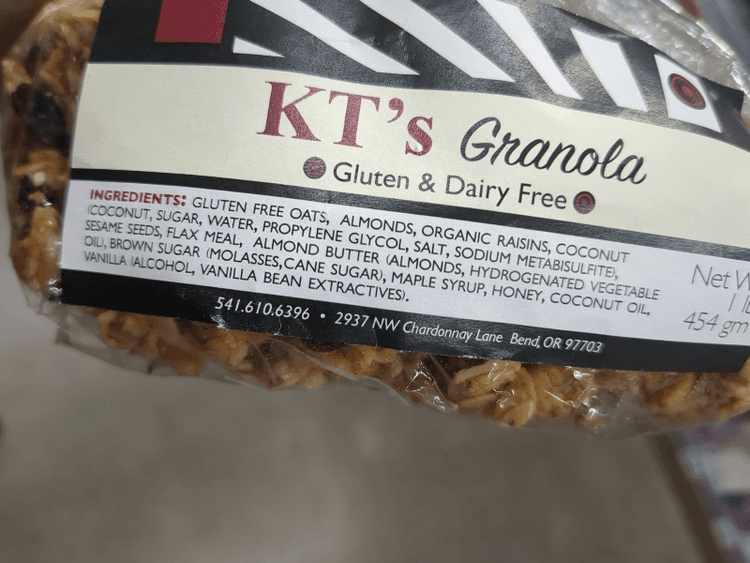 KT's Granola
Gluten & Dairy Free
INGREDIENTS: GLUTEN FREE OATS, ALMONDS, ORGANIC RAISINS, COCONUT
(COCONUT, SUGAR, WATER, PROPYLENE GLYCOL, SALT, SODIUM METABISULFITE),
SESAME SEEDS, FLAX MEAL, ALMOND BUTTER (ALMONDS, HYDROGENATED VEGETABLE
OIL), BROWN SUGAR (MOLASSES,CANE SUGAR), MAPLE SYRUP, HONEY, COCONUT OIL,
VANILLA (ALCOHOL, VANILLA BEAN EXTRACTIVES).
Net
1
454 gm
541.610.6396 • 2937 NW Chardonnay Lane Bend, OR 97703